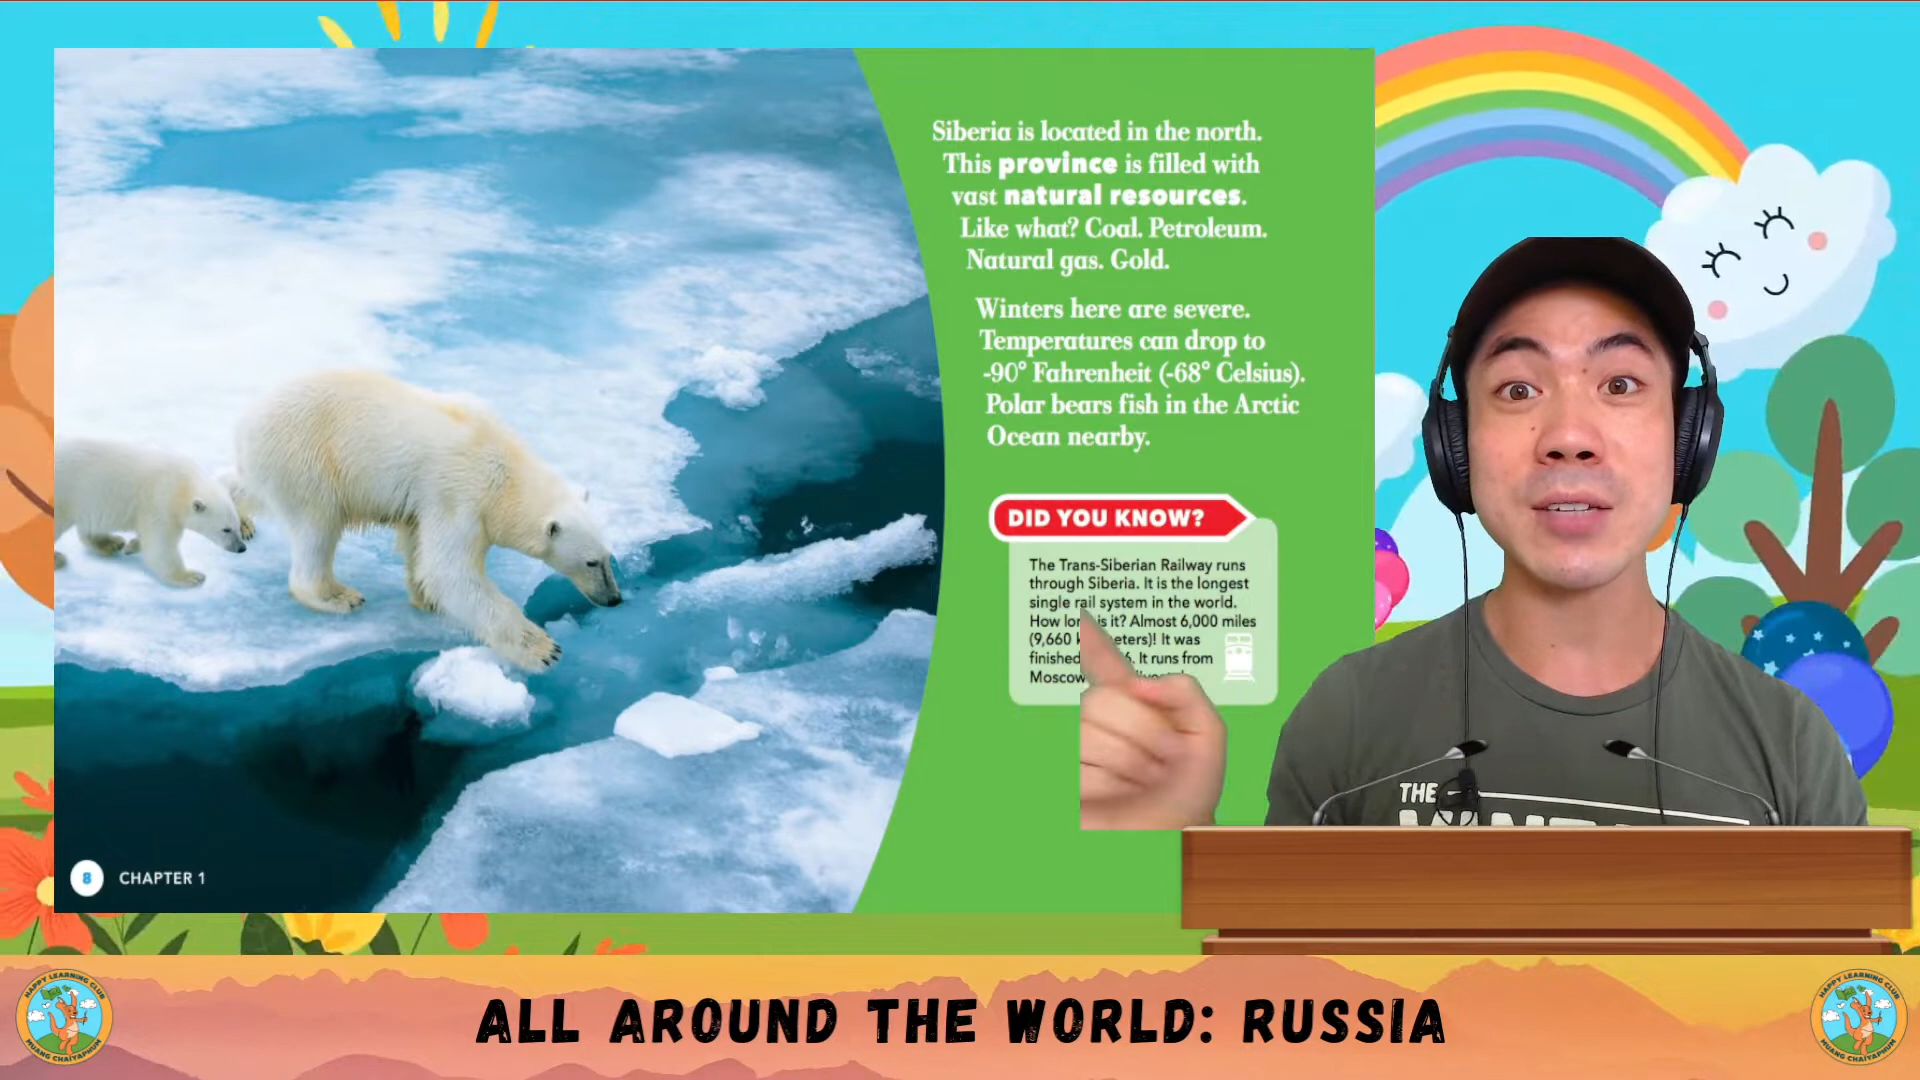 Siberia is located in the north.
This province is filled with
vast natural resources.
Like what? Coal. Petroleum.
Natural gas. Gold.
Winters here are severe.
Temperatures can drop to
-90° Fahrenheit (-68° Celsius).
Polar bears fish in the Arctic
Ocean nearby.
DID YOU KNOW?
The Trans-Siberian Railway runs
through Siberia. It is the longest
single rail system in the world.
How is it? Almost 6,000 miles
(9,660 It was
finished It runs from
Moscow
8 CHAPTER 1
THE
ALL AROUND THE WORLD: RUSSIA
HAPPY LEARNING CLUB
MUANG CHAIYAPHUM
HAPPY LEARNING CLUB
MUANG CHAIYAPHUM